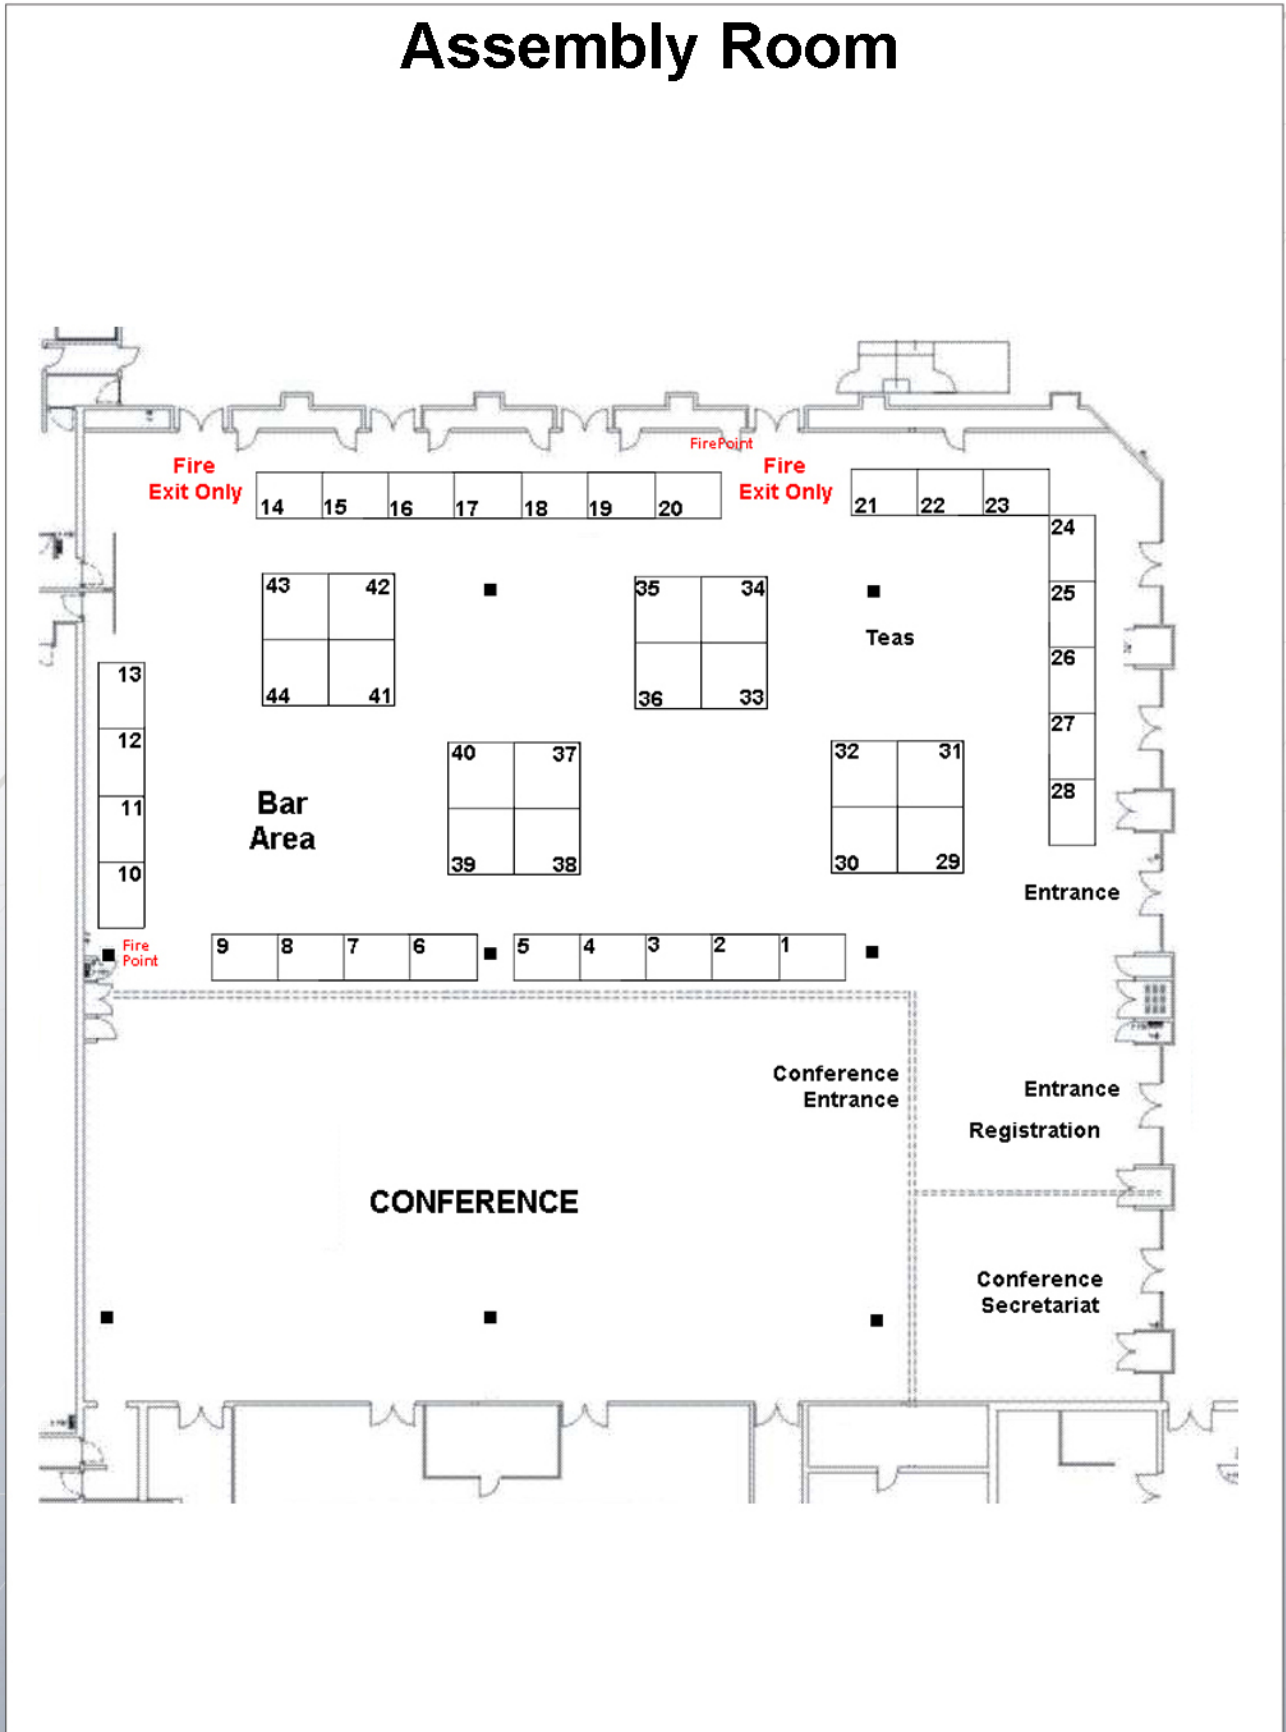 Assembly Room
FirePoint
Fire
Exit Only
Fire
Exit Only
14 15 16 17 18 19 20
21 22 23
24
25
26
27
28
43 42
44 41
35 34
36 33
Teas
13
12
11
10
40 37
39 38
32 31
30 29
Bar
Area
Entrance
Fire
Point
9 8 7 6
5 4 3 2 1
Conference
Entrance
Entrance
Registration
CONFERENCE
Conference
Secretariat